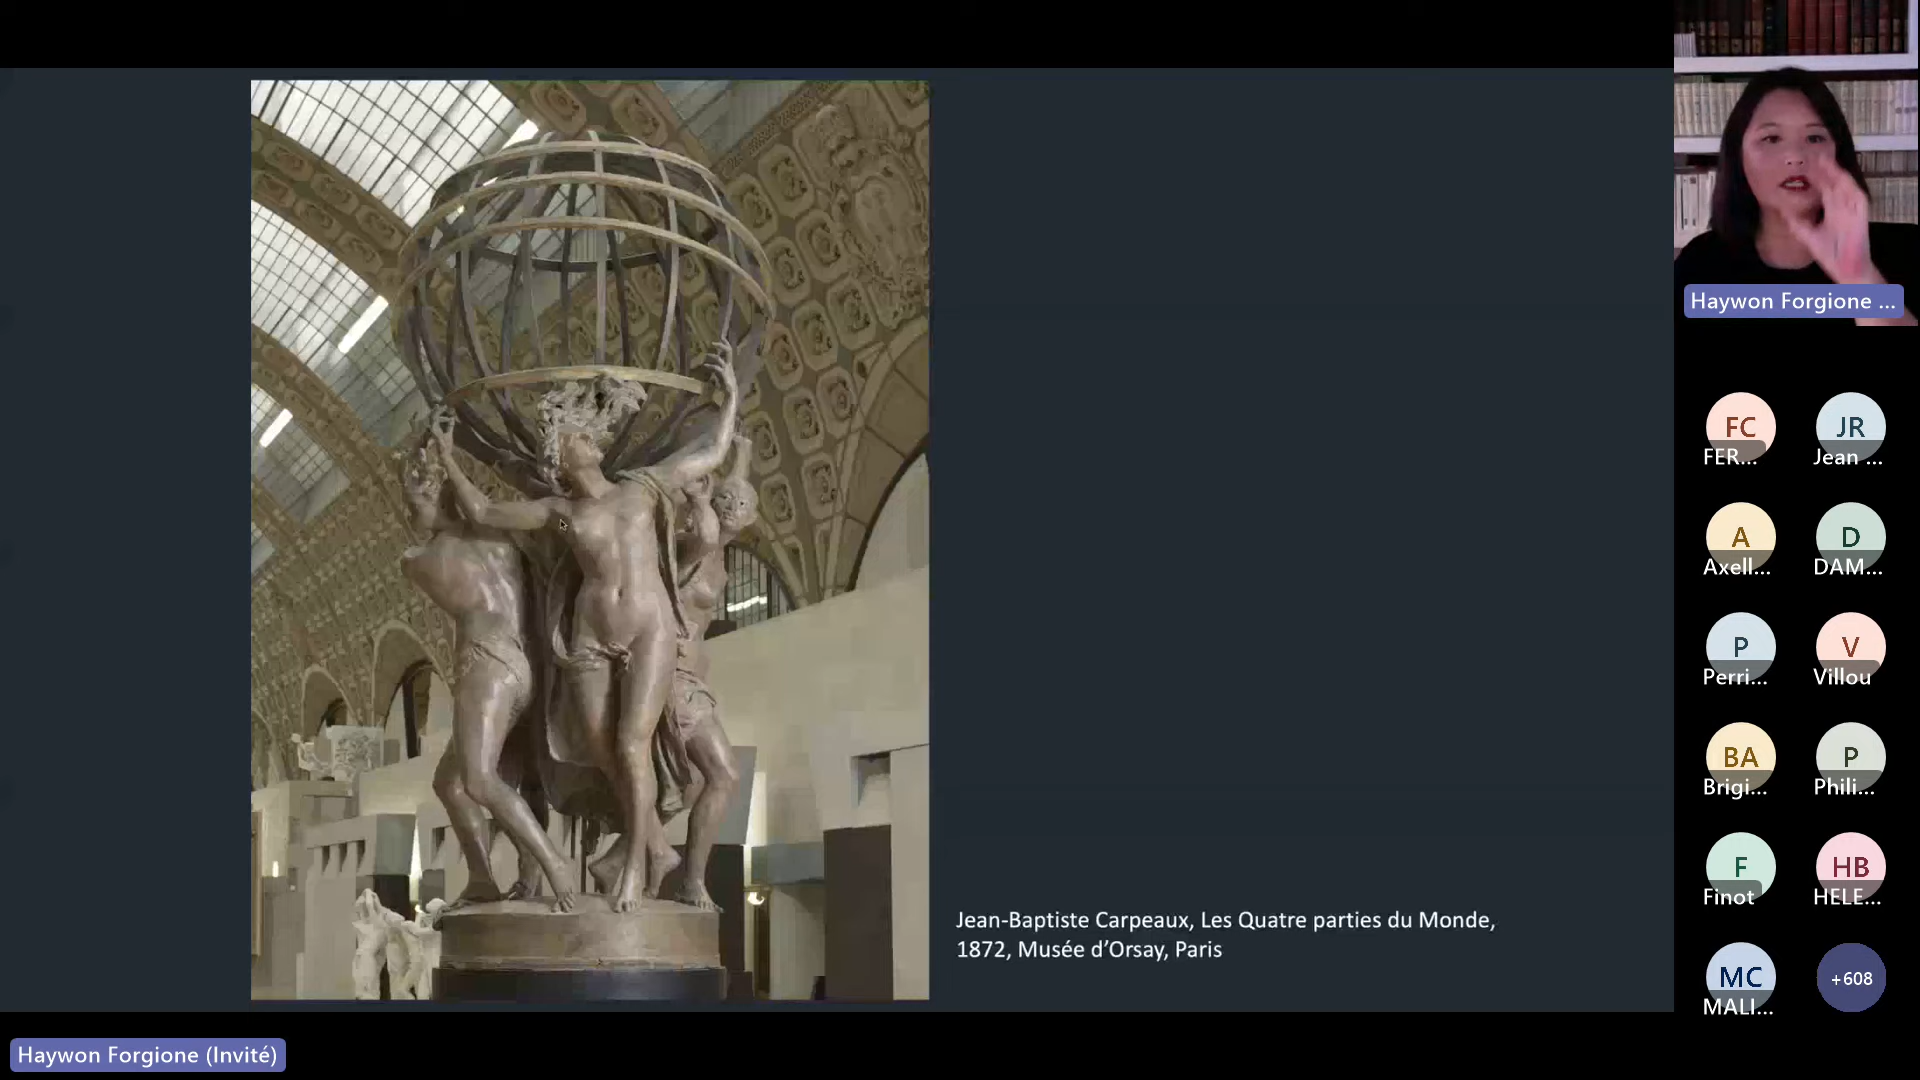 Jean-Baptiste Carpeaux, Les Quatre parties du Monde,
1872, Musée d'Orsay, Paris
Haywon Forgione ...
FC
FER...
JR
Jean ...
A
Axell...
D
DAM...
P
Perri...
V
Villou
BA
Brigi...
P
Phili...
F
Finot
HB
HELE...
MC
MALI...
+608
Haywon Forgione (Invité)